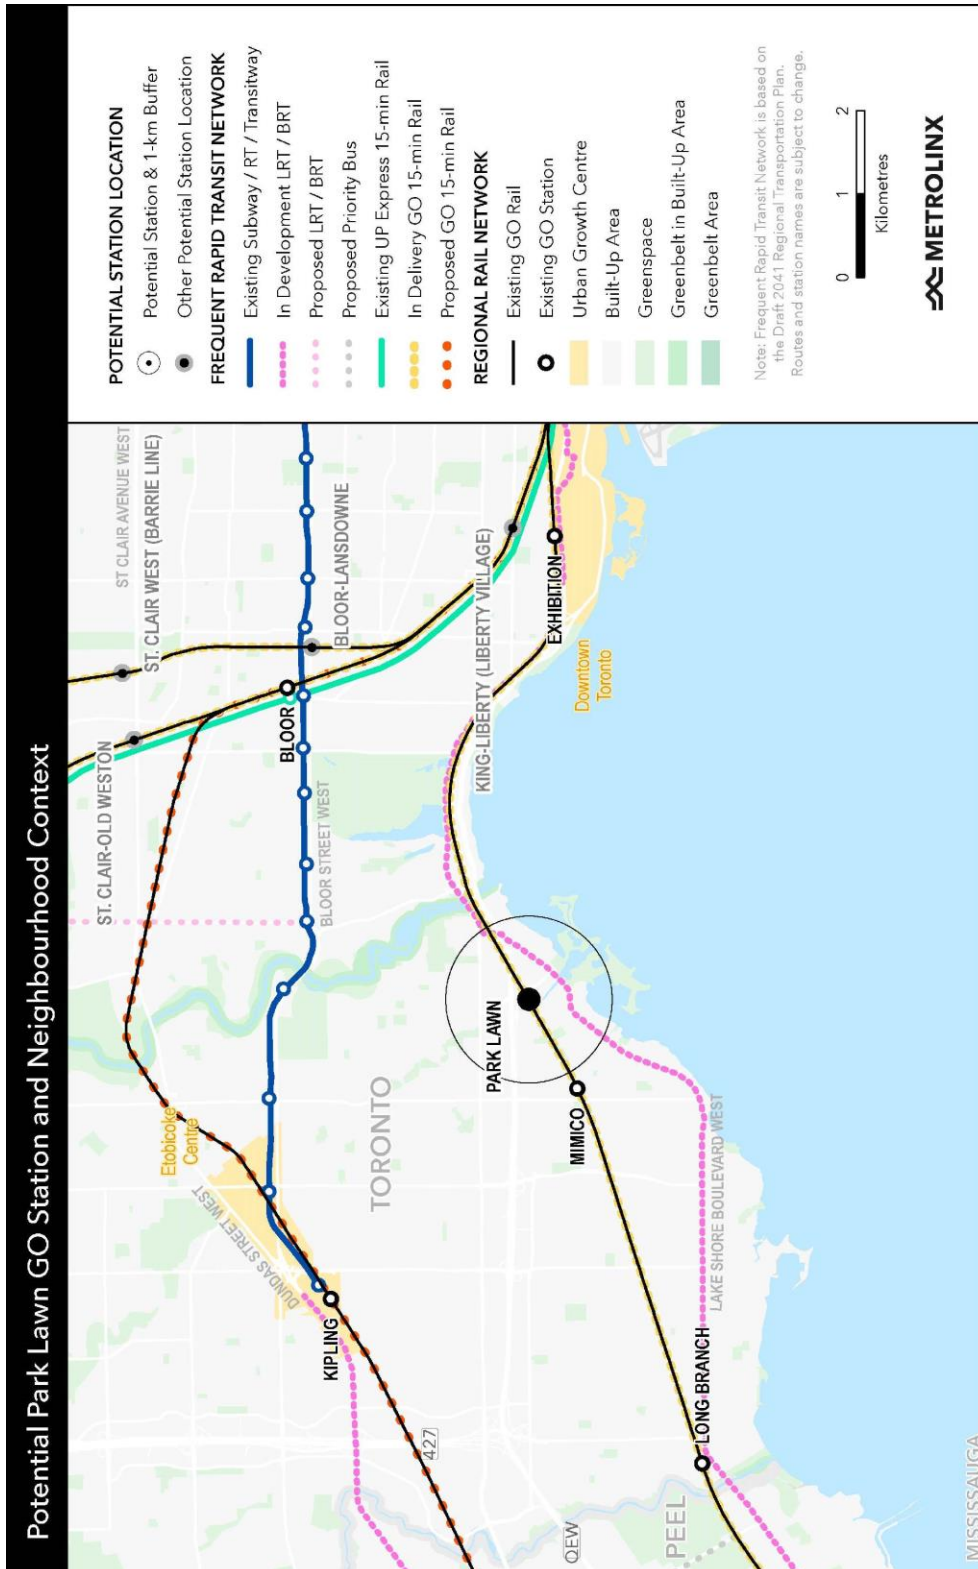 Potential Park Lawn GO Station and Neighbourhood Context
ST CLAIR AVENUE WEST
ST. CLAIR WEST (BARRIE LINE)
ST. CLAIR-OLD WESTON
BLOOR
BLOOR-LANSDOWNE
BLOOR STREET WEST
Etobicoke
Centre
DUNDAS STREET WEST
KIPLING
TORONTO
427
KING-LIBERTY (LIBERTY VILLAGE)
EXHIBITION
Downtown
Toronto
PARK LAWN
MIMICO
LAKE SHORE BOULEVARD WEST
LONG BRANCH
QEW
PEEL
MISSISSAUGA
POTENTIAL STATION LOCATION
Potential Station & 1-km Buffer
Other Potential Station Location
FREQUENT RAPID TRANSIT NETWORK
Existing Subway / RT / Transitway
In Development LRT / BRT
Proposed LRT / BRT
Proposed Priority Bus
Existing UP Express 15-min Rail
In Delivery GO 15-min Rail
Proposed GO 15-min Rail
REGIONAL RAIL NETWORK
Existing GO Rail
Existing GO Station
Urban Growth Centre
Built-Up Area
Greenspace
Greenbelt in Built-Up Area
Greenbelt Area
Note: Frequent Rapid Transit Network is based on
the Draft 2041 Regional Transportation Plan.
Routes and station names are subject to change.
0 1 2
Kilometres
METROLINX